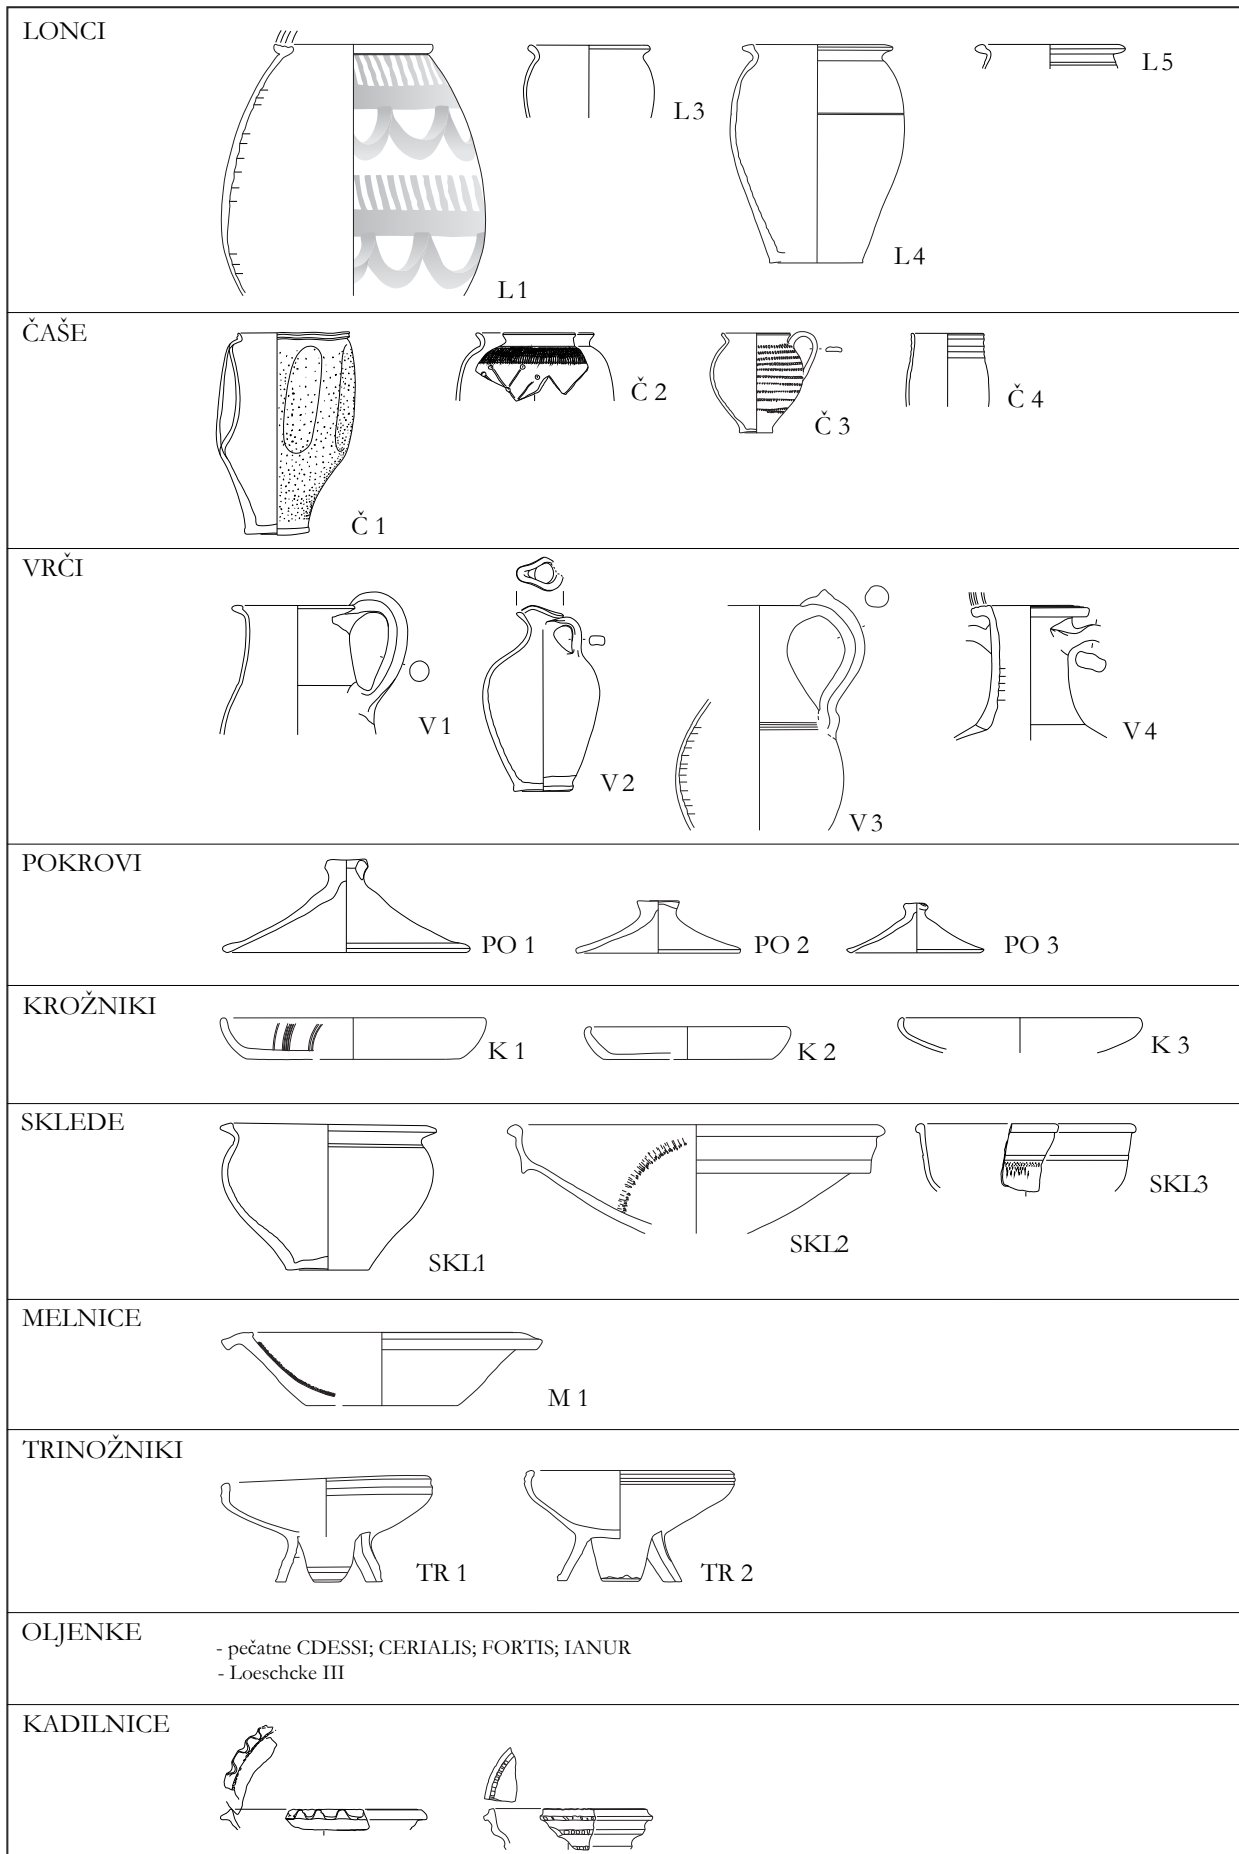 LONCI
L 1
L 3
L 4
L 5
ČAŠE
Č 1
Č 2
Č 3
Č 4
VRČI
V 1
V 2
V 3
V 4
POKROVI
PO 1
PO 2
PO 3
KROŽNIKI
K 1
K 2
K 3
SKLEDE
SKL1
SKL2
SKL3
MELNICE
M 1
TRINOŽNIKI
TR 1
TR 2
OLJENKE
- pečatne CDESSI; CERIALIS; FORTIS; IANUR
- Loeschcke III
KADILNICE